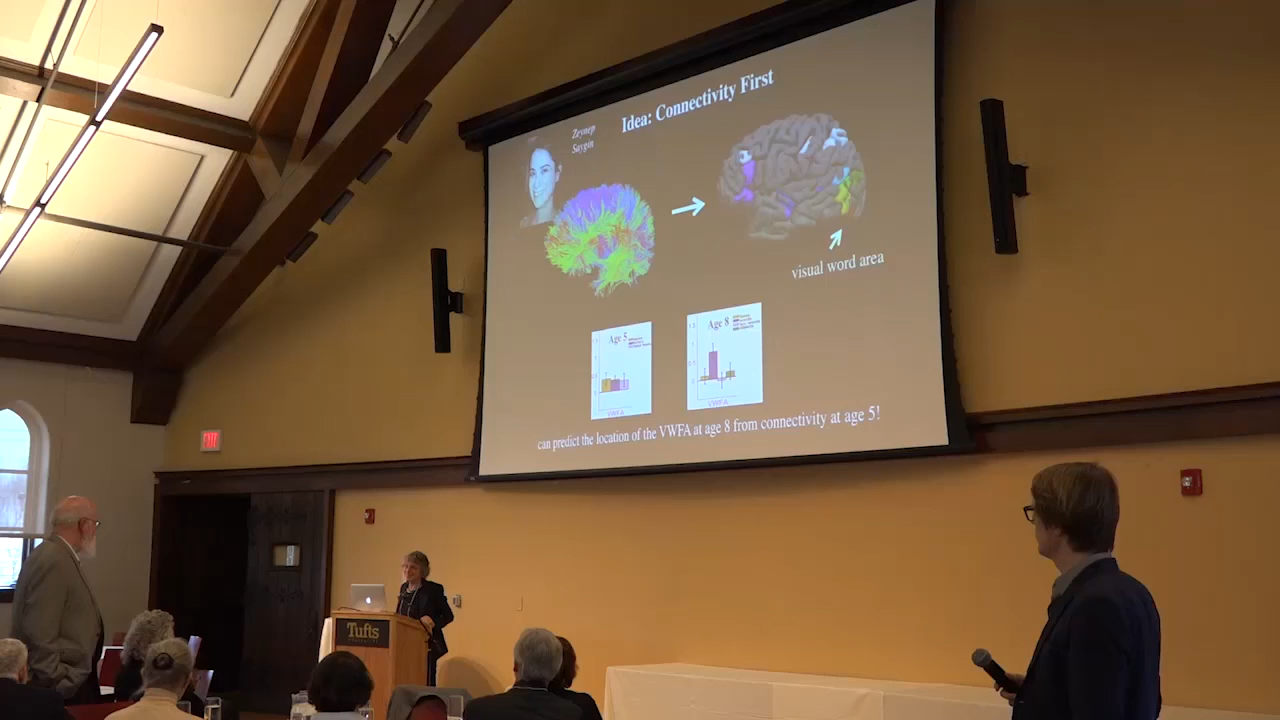 Idea: Connectivity First
Zeynep
Saygin
visual word area
Age 5
Age 8
VWFA
VWFA
can predict the location of the VWFA at age 8 from connectivity at age 5!
EXIT
Tufts